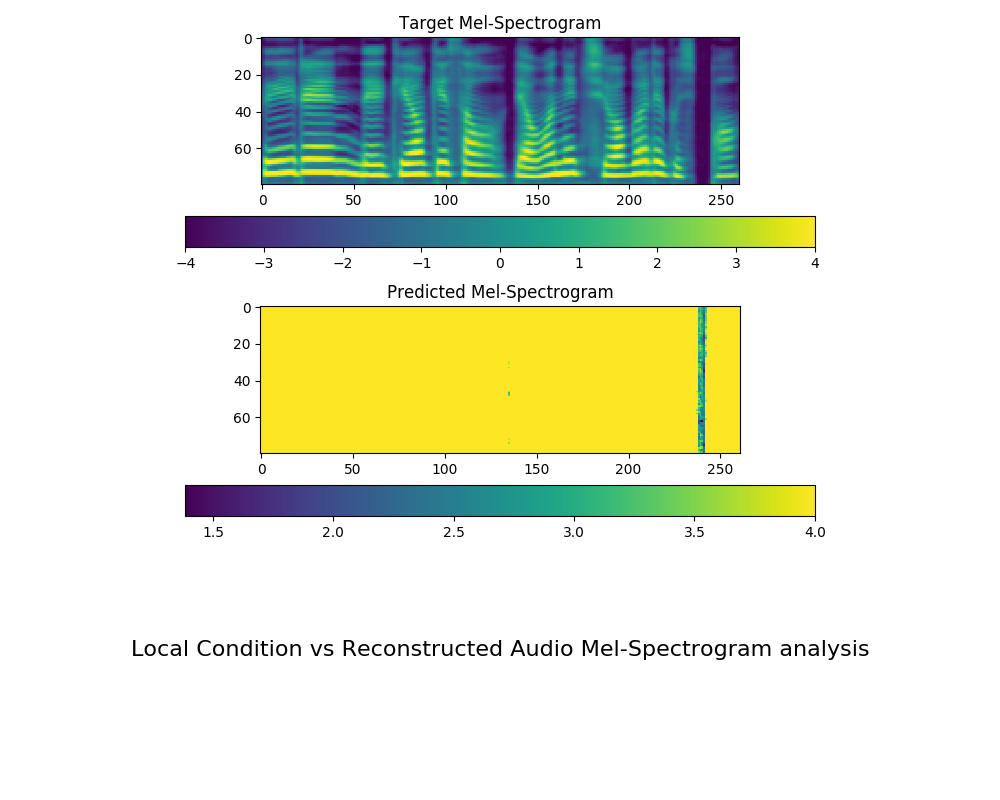 Target Mel-Spectrogram
0
20
40
60
0 50 100 150 200 250
−4 −3 −2 −1 0 1 2 3 4
Predicted Mel-Spectrogram
0
20
40
60
0 50 100 150 200 250
1.5 2.0 2.5 3.0 3.5 4.0
Local Condition vs Reconstructed Audio Mel-Spectrogram analysis